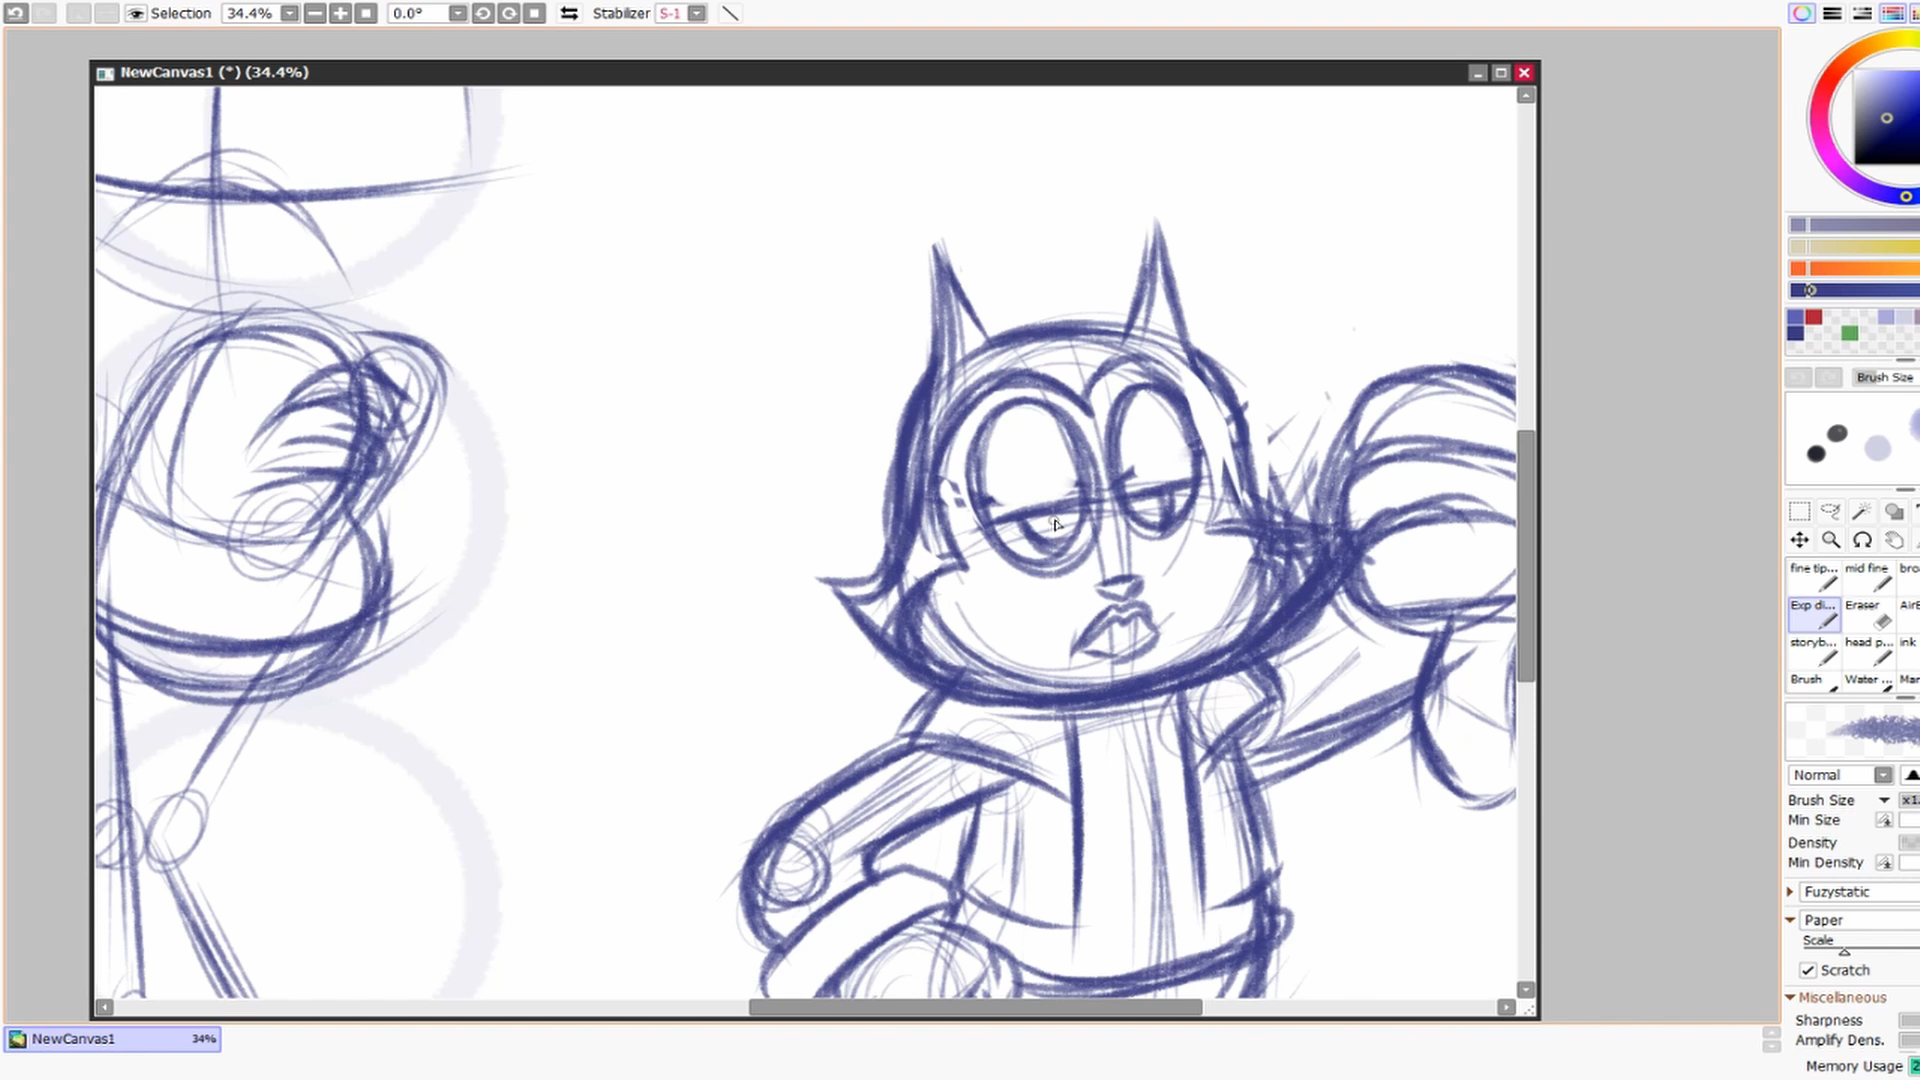 Selection 34.4% 0.0° Stabilizer S-1
NewCanvas1 (*) (34.4%)
Brush Size
fine tip... mid fine
Exp di... Eraser
storyb... head p... ink
Brush Water ...
Normal
Brush Size
Min Size
Density
Min Density
Fuzystatic
Paper
Scale
Scratch
Miscellaneous
Sharpness
NewCanvas1 34%
Amplify Dens.
Memory Usage